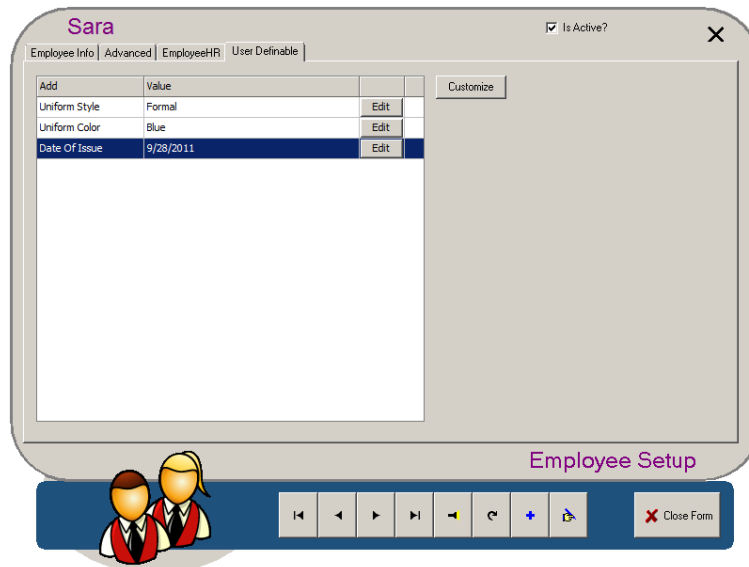 Sara
Is Active?
Employee Info Advanced EmployeeHR User Definable
Add Value
Customize
Uniform Style Formal Edit
Uniform Color Blue Edit
Date Of Issue 9/28/2011 Edit
Employee Setup
Close Form